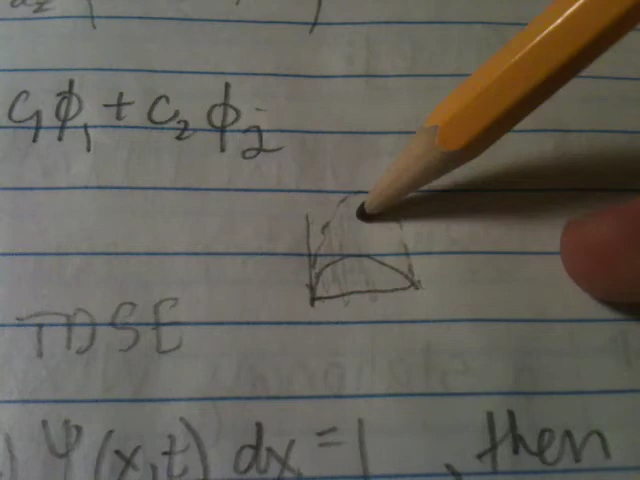 c₁ϕ₁ + c₂ϕ₂
TDSE
) ψ(x,t) dx = 1 , then